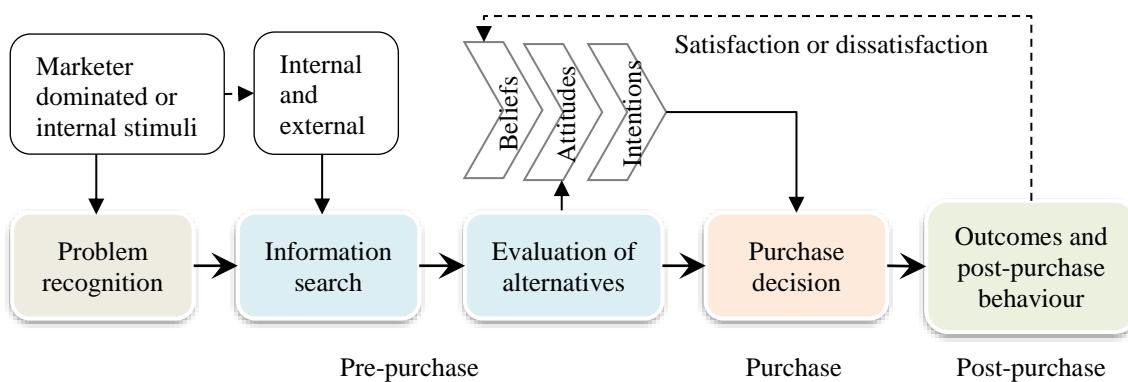 Marketer
dominated or
internal stimuli
Internal
and
external
Beliefs
Attitudes
Intentions
Satisfaction or dissatisfaction
Problem
recognition
Information
search
Evaluation of
alternatives
Purchase
decision
Outcomes and
post-purchase
behaviour
Pre-purchase
Purchase
Post-purchase